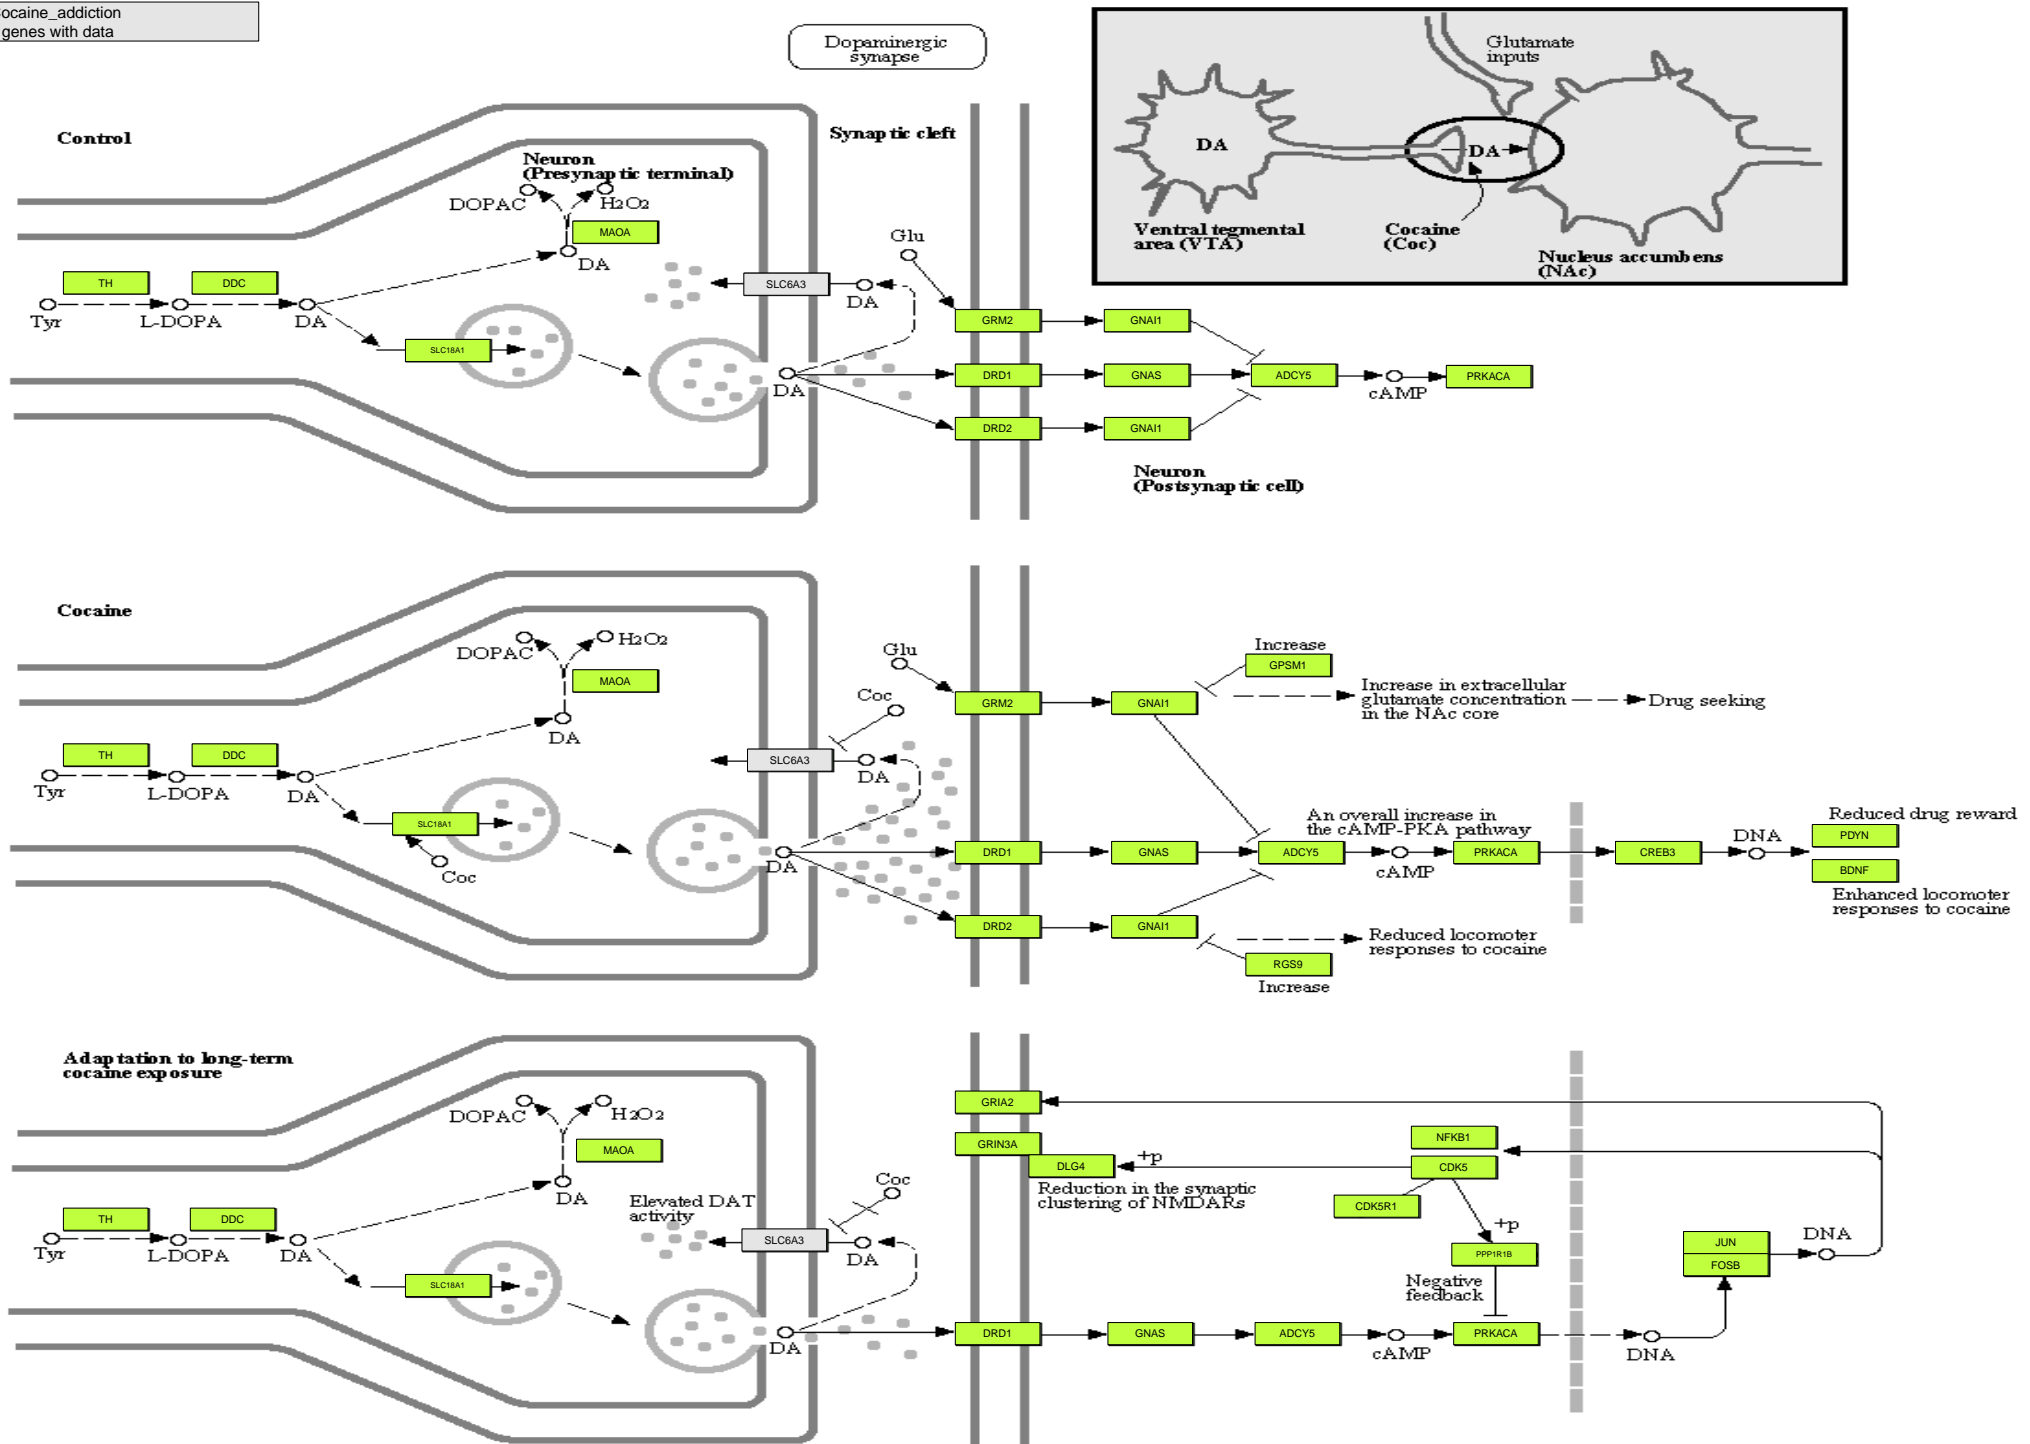 ocaine_addiction
genes with data
Dopaminergic
synapse
Glutamate
inputs
DA
DA
Ventral tegmental
area (VTA)
Cocaine
(Coc)
Nucleus accumbens
(NAc)
Control
Synaptic cleft
Neuron
(Presynaptic terminal)
DOPAC
H2O2
MAOA
DA
Glu
TH
DDC
SLC6A3
DA
Tyr
L-DOPA
DA
SLC18A1
GRM2
GNAI1
DA
DRD1
GNAS
ADCY5
cAMP
PRKACA
DRD2
GNAI1
Neuron
(Postsynaptic cell)
Cocaine
DOPAC
H2O2
MAOA
DA
Glu
Coc
Increase
GPSM1
GRM2
GNAI1
Increase in extracellular
glutamate concentration
in the NAc core
Drug seeking
TH
DDC
SLC6A3
DA
Tyr
L-DOPA
DA
SLC18A1
Coc
DA
An overall increase in
the cAMP-PKA pathway
DRD1
GNAS
ADCY5
cAMP
PRKACA
CREB3
DNA
Reduced drug reward
PDYN
BDNF
Enhanced locomoter
responses to cocaine
DRD2
GNAI1
Reduced locomoter
responses to cocaine
RGS9
Increase
Adaptation to long-term
cocaine exposure
DOPAC
H2O2
MAOA
DA
GRIA2
GRIN3A
DLG4
+p
Reduction in the synaptic
clustering of NMDARs
NFKB1
CDK5
CDK5R1
+p
PPP1R1B
Negative
feedback
Coc
Elevated DAT
activity
TH
DDC
SLC6A3
DA
Tyr
L-DOPA
DA
SLC18A1
DA
DRD1
GNAS
ADCY5
cAMP
PRKACA
DNA
JUN
FOSB
DNA